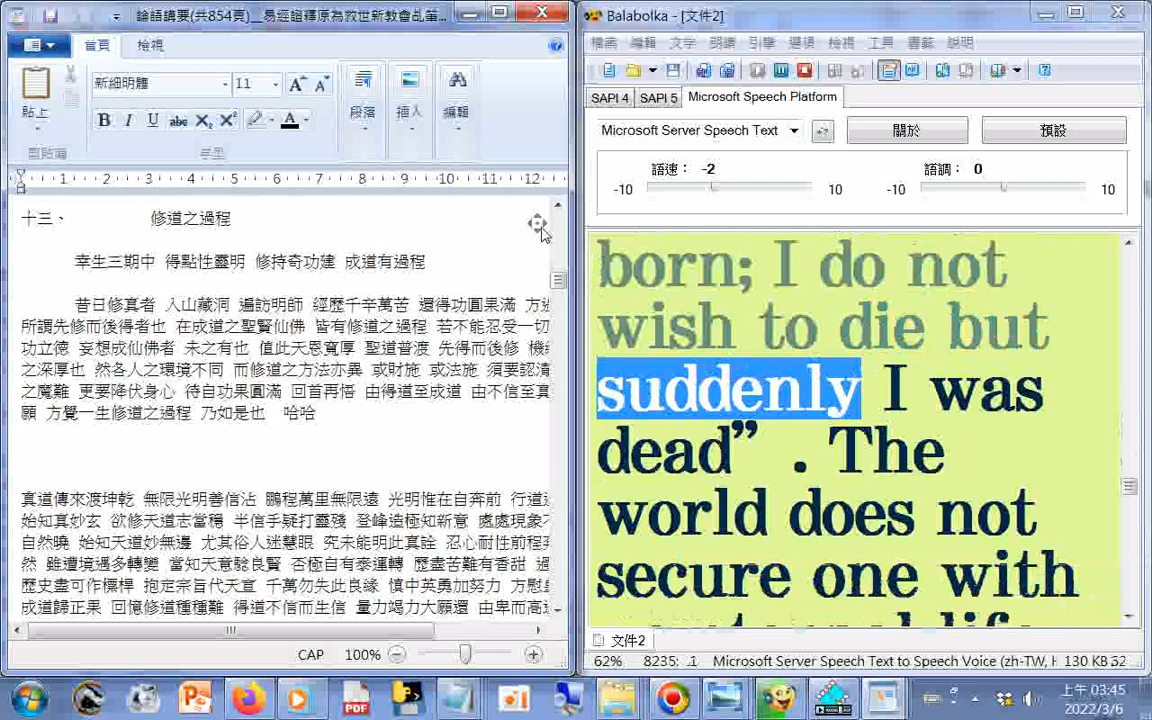 論語講要(共854頁)__易經證釋原為救世新教會乩筆...
首頁
檢視
貼上
剪貼簿
新細明體
11
字型
段落
插入
編輯
1 2 3 4 5 6 7 8 9 10 11 12
十三、 修道之過程
幸生三期中 得點性靈明 修持奇功建 成道有過程
昔日修真者 入山藏洞 遍訪明師 經歷千辛萬苦 還得功圓果滿 方
所謂先修而後得者也 在成道之聖賢仙佛 皆有修道之過程 若不能忍受一切
功立德 妄想成仙佛者 未之有也 值此天恩寬厚 聖道普渡 先得而後修 機
之深厚也 然各人之環境不同 而修道之方法亦異 或財施 或法施 須要認清
之魔難 更要降伏身心 待自功果圓滿 回首再悟 由得道至成道 由不信至真
願 方覺一生修道之過程 乃如是也 哈哈
真道傳來渡坤乾 無限光明善信沾 鵬程萬里無限遠 光明惟在自奔前 行道
始知真妙玄 欲修天道志當穩 半信半疑打靈殘 登峰造極知新意 處處現象
自然曉 始知天道妙無邊 尤其俗人迷慧眼 究未能明此真詮 忍心耐性前程
然 雖遭境遇多轉變 當知天意驗良賢 否極自有泰運轉 歷盡苦難有香甜 過
歷史盡可作標桿 抱定宗旨代天宣 千萬勿失此良緣 慎中英勇加努力 方慰
成道歸正果 回憶修道種種難 得道不信而生信 量力竭力大願還 由卑而高
CAP 100%
Balabolka - [文件2]
檔案 編輯 文字 朗讀 引擎 選項 檢視 工具 書籤 說明
SAPI 4 SAPI 5 Microsoft Speech Platform
Microsoft Server Speech Text
關於
預設
語速： -2
語調： 0
-10 10 -10 10
born; I do not
wish to die but
suddenly I was
dead” . The
world does not
secure one with
文件2
62% 8235: .1 Microsoft Server Speech Text to Speech Voice (zh-TW, H 130 KB
上午 03:45
2022/3/6